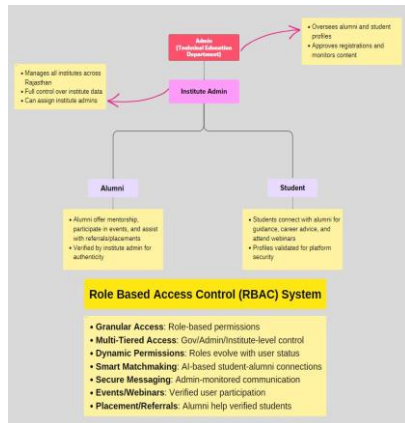 Admin
(Technical Education
Department)
• Oversees alumni and student
profiles
• Approves registrations and
monitors content
• Manages all institutes across
Rajasthan
• Full control over institute data
• Can assign institute admins
Institute Admin
Alumni
Student
• Alumni offer mentorship,
participate in events, and assist
with referrals/placements
• Verified by institute admin for
authenticity
• Students connect with alumni for
guidance, career advice, and
attend webinars
• Profiles validated for platform
security
Role Based Access Control (RBAC) System
• Granular Access: Role-based permissions
• Multi-Tiered Access: Gov/Admin/Institute-level control
• Dynamic Permissions: Roles evolve with user status
• Smart Matchmaking: AI-based student-alumni connections
• Secure Messaging: Admin-monitored communication
• Events/Webinars: Verified user participation
• Placement/Referrals: Alumni help verified students